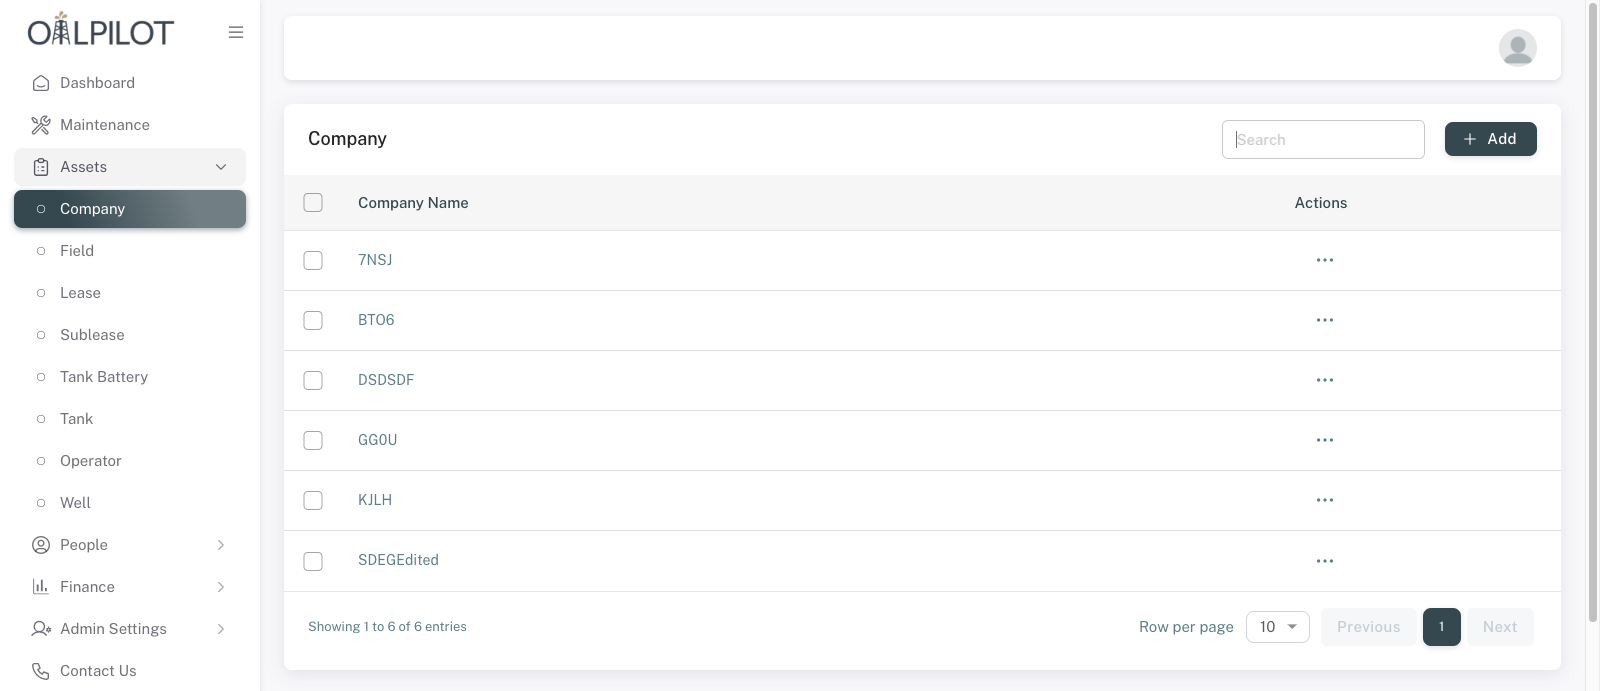 OILPILOT
Dashboard
Maintenance
Assets
Company
Field
Lease
Sublease
Tank Battery
Tank
Operator
Well
People
Finance
Admin Settings
Contact Us
Company
Search
Add
Company Name Actions
7NSJ
BTO6
DSDSDF
GG0U
KJLH
SDEGEdited
Showing 1 to 6 of 6 entries
Row per page 10 Previous 1 Next